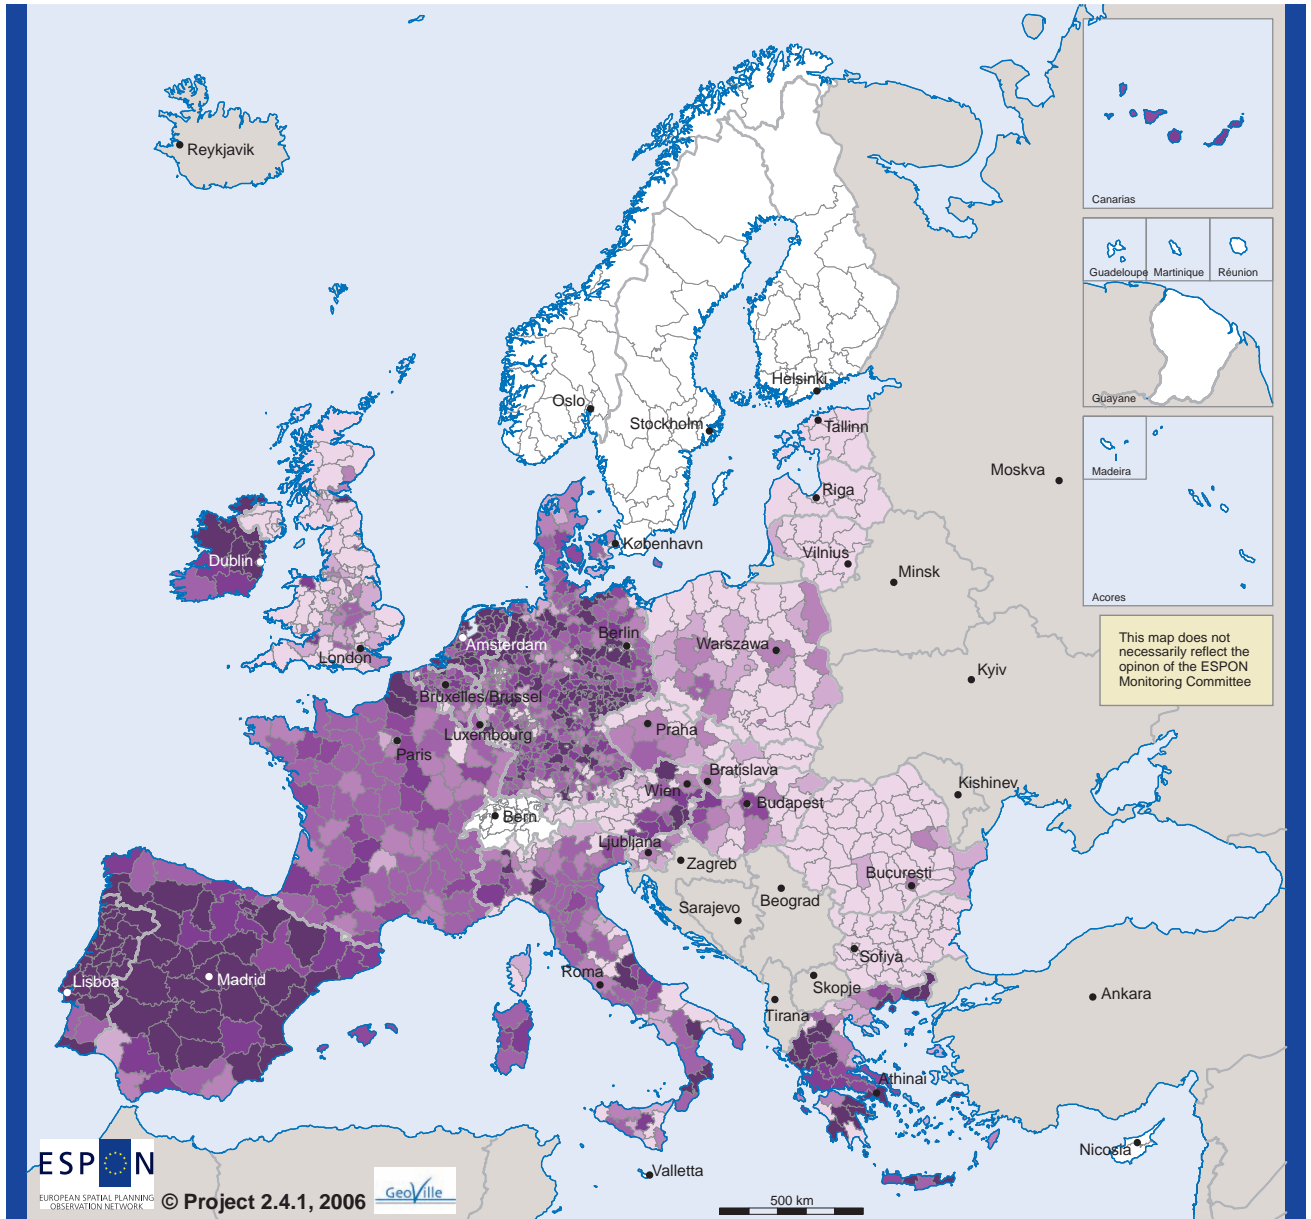 Reykjavik
Canarias
Guadeloupe
Martinique
Réunion
Guayane
Helsinki
Oslo
Stockholm
Tallinn
Madeira
Moskva
Riga
København
Dublin
Vilnius
Minsk
Acores
This map does not
necessarily reflect the
opinon of the ESPON
Monitoring Committee
Berlin
Amsterdam
Warszawa
London
Kyiv
Bruxelles/Brussel
Luxembourg
Praha
Paris
Bratislava
Wien
Kishinev
Budapest
Bern
Ljubljana
Zagreb
Bucuresti
Beograd
Sarajevo
Sofiya
Roma
Skopje
Lisboa
Madrid
Ankara
Tirana
Athinai
Nicosia
Valletta
ESPON
EUROPEAN SPATIAL PLANNING
OBSERVATION NETWORK
© Project 2.4.1, 2006
GeoVille
500 km